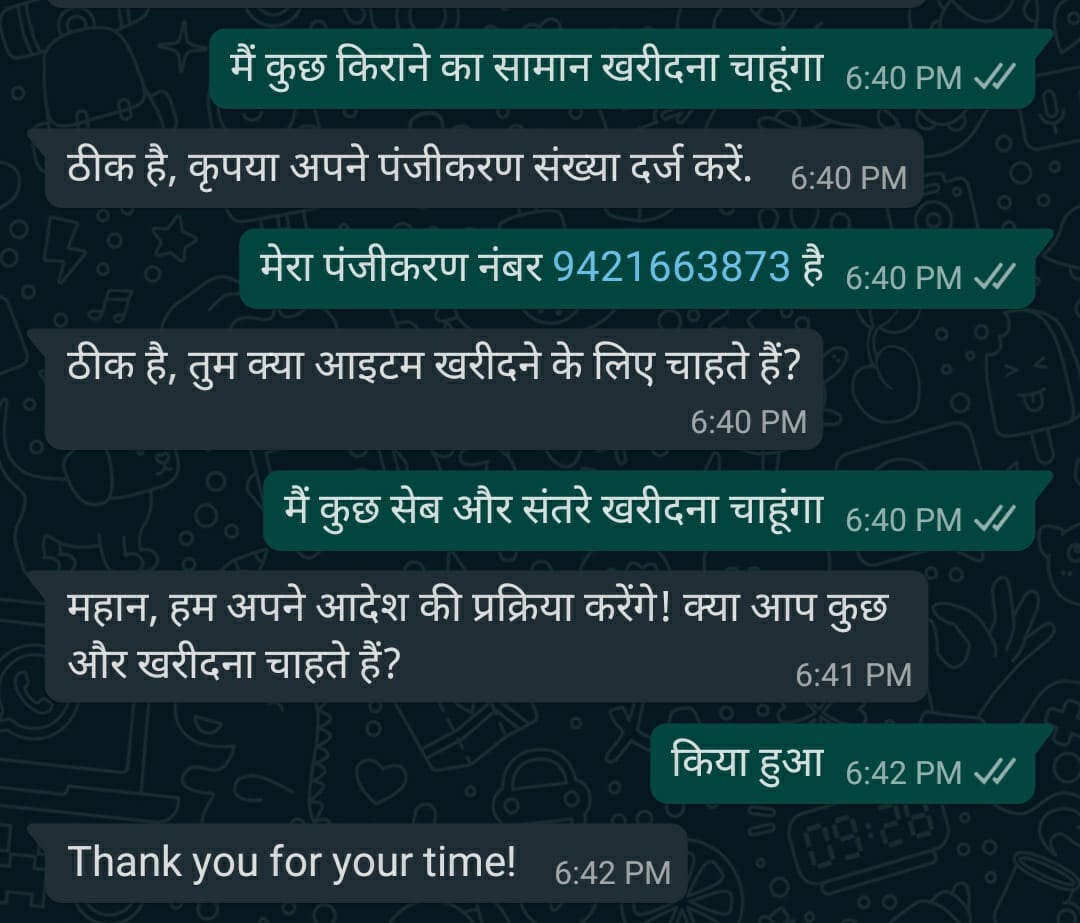 मैं कुछ किराने का सामान खरीदना चाहूंगा 6:40 PM
ठीक है, कृपया अपने पंजीकरण संख्या दर्ज करें. 6:40 PM
मेरा पंजीकरण नंबर 9421663873 है 6:40 PM
ठीक है, तुम क्या आइटम खरीदने के लिए चाहते हैं?
6:40 PM
मैं कुछ सेब और संतरे खरीदना चाहूंगा 6:40 PM
महान, हम अपने आदेश की प्रक्रिया करेंगे! क्या आप कुछ
और खरीदना चाहते हैं? 6:41 PM
किया हुआ 6:42 PM
Thank you for your time! 6:42 PM
09:28